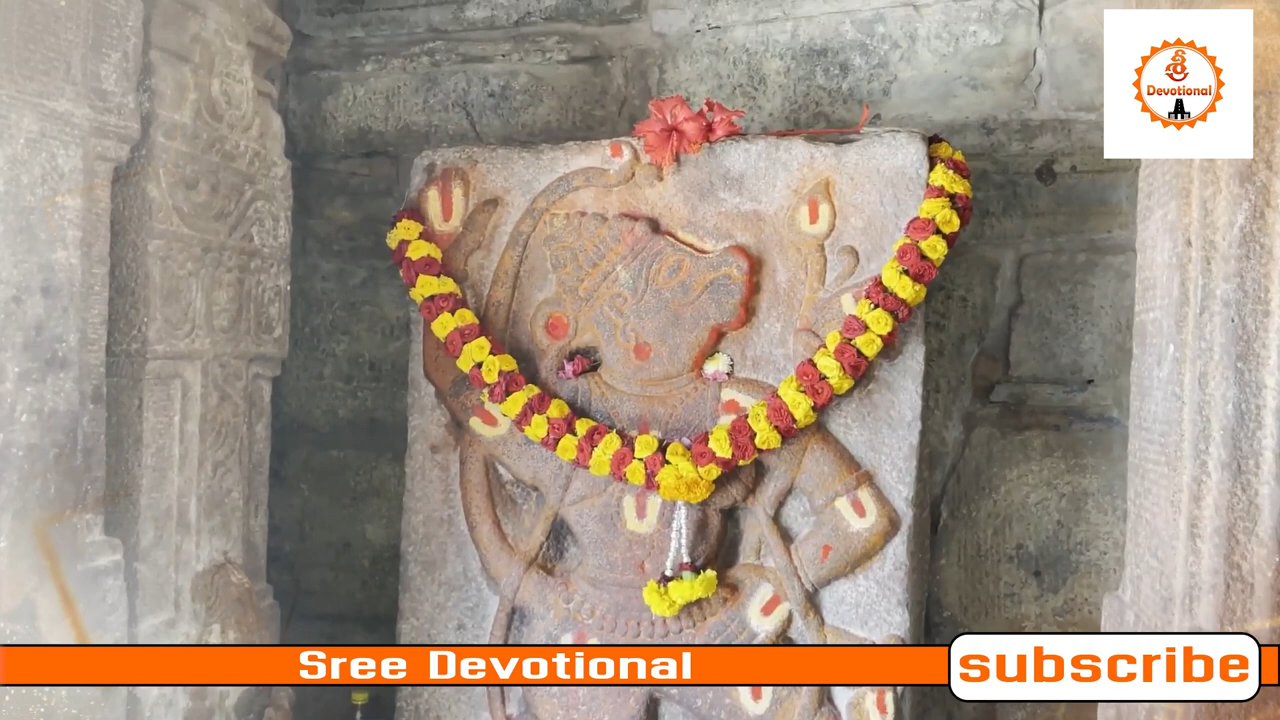 ஸ்ரீ
Devotional
Sree Devotional
subscribe